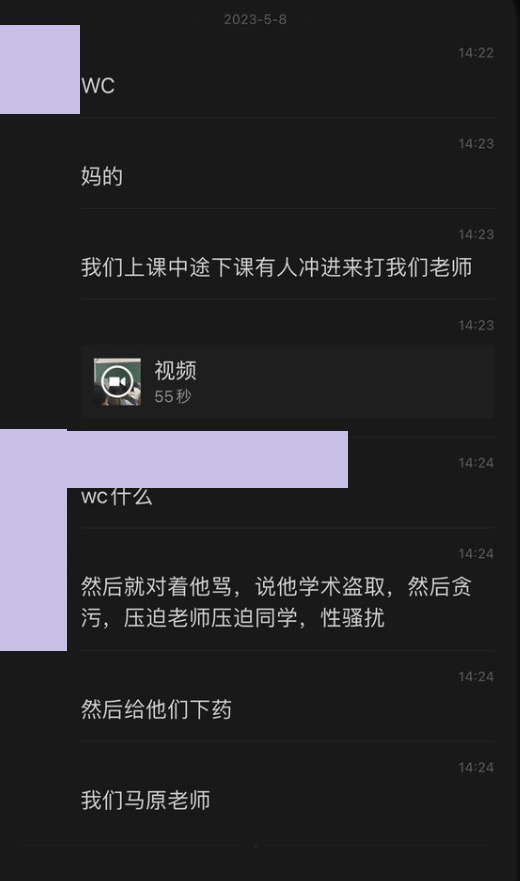 2023-5-8
14:22
WC
14:23
妈的
14:23
我们上课中途下课有人冲进来打我们老师
14:23
视频
55秒
14:24
wc什么
14:24
然后就对着他骂，说他学术盗取，然后贪
污，压迫老师压迫同学，性骚扰
14:24
然后给他们下药
14:24
我们马原老师